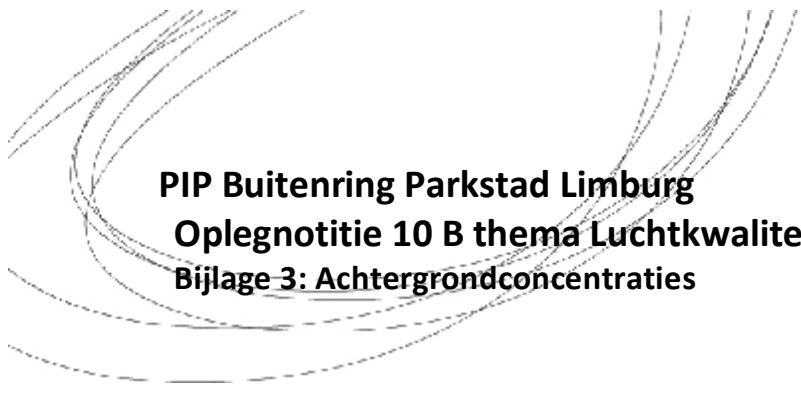 PIP Buitenring Parkstad Limburg
Oplegnotitie 10 B thema Luchtkwalite
Bijlage 3: Achtergrondconcentraties